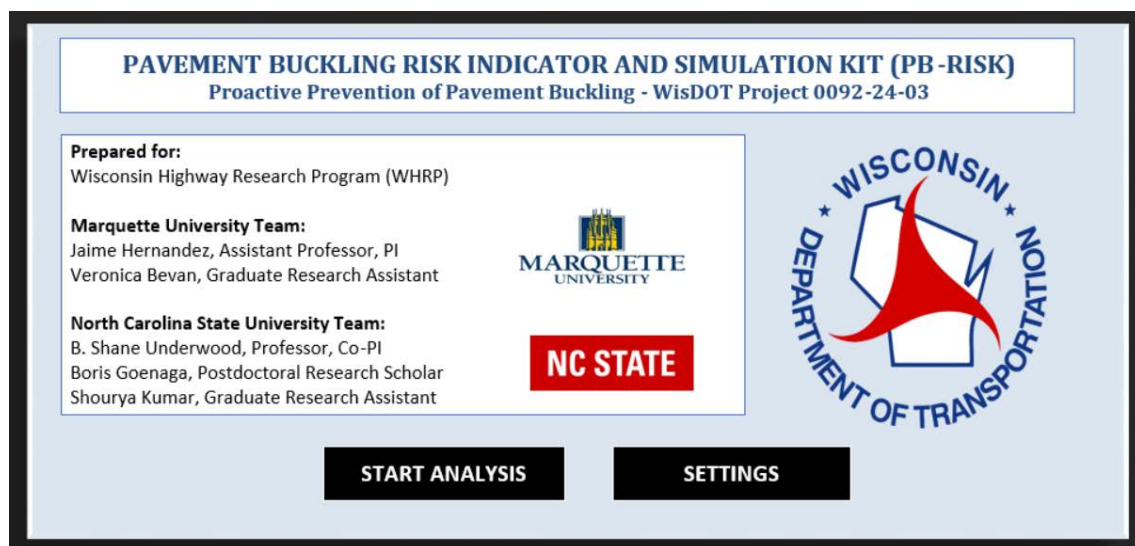 PAVEMENT BUCKLING RISK INDICATOR AND SIMULATION KIT (PB-RISK)
Proactive Prevention of Pavement Buckling - WisDOT Project 0092-24-03
Prepared for:
Wisconsin Highway Research Program (WHRP)
Marquette University Team:
Jaime Hernandez, Assistant Professor, PI
Veronica Bevan, Graduate Research Assistant
North Carolina State University Team:
B. Shane Underwood, Professor, Co-PI
Boris Goenaga, Postdoctoral Research Scholar
Shourya Kumar, Graduate Research Assistant
MARQUETTE
UNIVERSITY
NC STATE
WISCONSIN
DEPARTMENT OF TRANSPORTATION
START ANALYSIS
SETTINGS